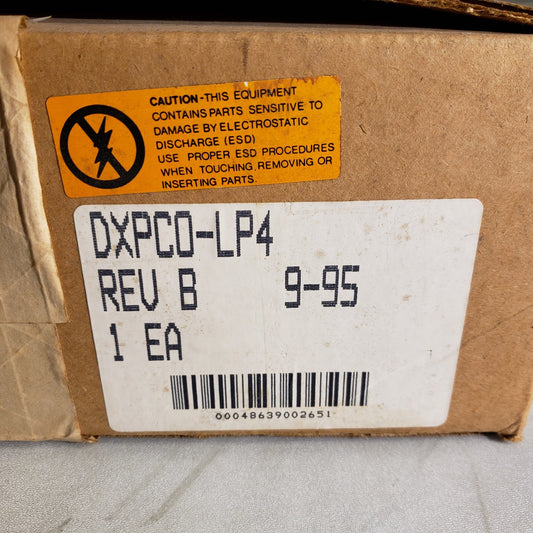 CAUTION-THIS EQUIPMENT
CONTAINS PARTS SENSITIVE TO
DAMAGE BY ELECTROSTATIC
DISCHARGE (ESD)
USE PROPER ESD PROCEDURES
WHEN TOUCHING, REMOVING OR
INSERTING PARTS.
DXPCO-LP4
REV B 9-95
1 EA
00048639002651